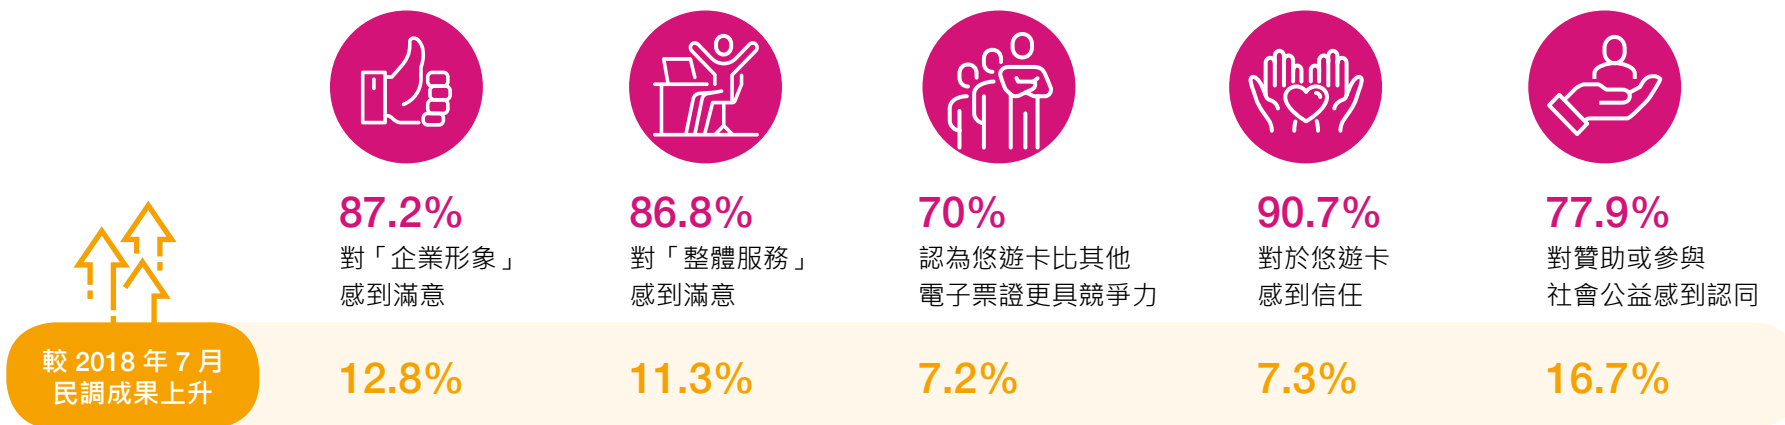 87.2%
對「企業形象」
感到滿意
86.8%
對「整體服務」
感到滿意
70%
認為悠遊卡比其他
電子票證更具競爭力
90.7%
對於悠遊卡
感到信任
77.9%
對贊助或參與
社會公益感到認同
較 2018 年 7 月
民調成果上升
12.8%
11.3%
7.2%
7.3%
16.7%